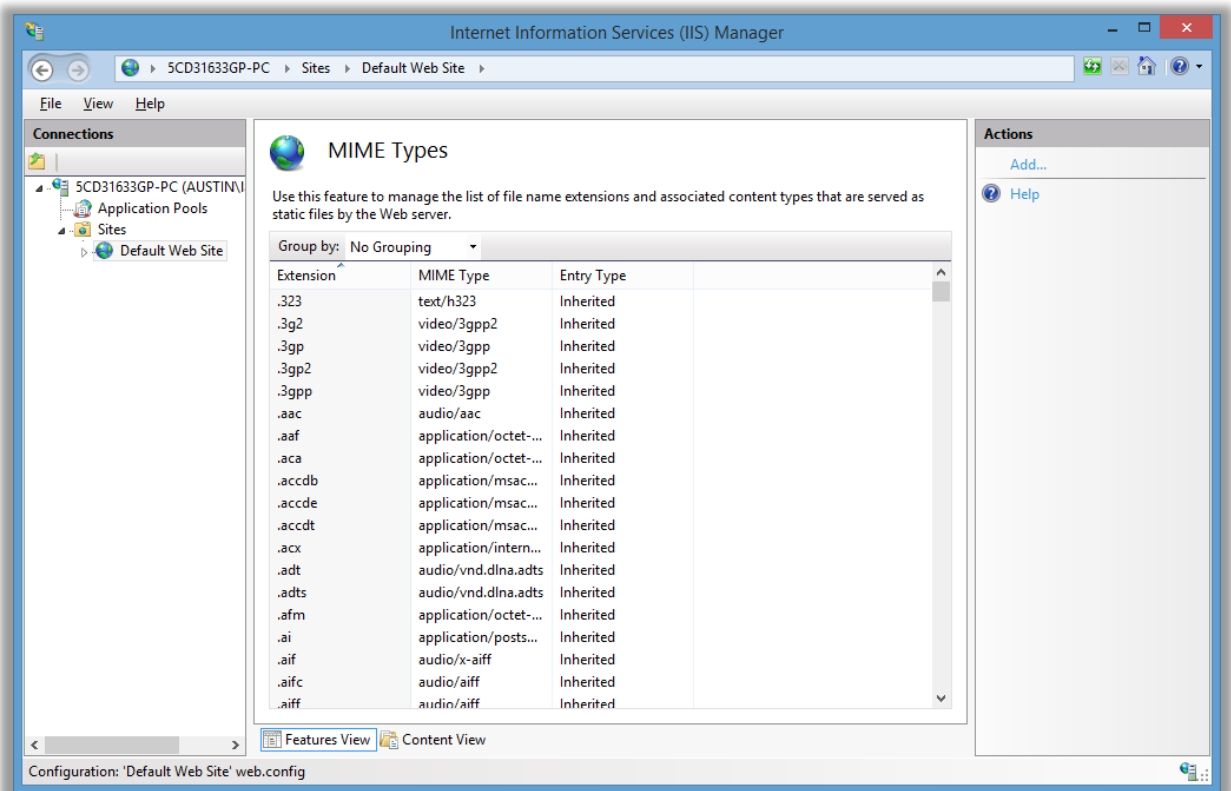 Internet Information Services (IIS) Manager
5CD31633GP-PC Sites Default Web Site
File View Help
Connections
5CD31633GP-PC (AUSTIN\I
Application Pools
Sites
Default Web Site
MIME Types
Use this feature to manage the list of file name extensions and associated content types that are served as
static files by the Web server.
Group by: No Grouping
Extension MIME Type Entry Type
.323 text/h323 Inherited
.3g2 video/3gpp2 Inherited
.3gp video/3gpp Inherited
.3gp2 video/3gpp2 Inherited
.3gpp video/3gpp Inherited
.aac audio/aac Inherited
.aaf application/octet-... Inherited
.aca application/octet-... Inherited
.accdb application/msac... Inherited
.accde application/msac... Inherited
.accdt application/msac... Inherited
.acx application/intern... Inherited
.adt audio/vnd.dlna.adts Inherited
.adts audio/vnd.dlna.adts Inherited
.afm application/octet-... Inherited
.ai application/posts... Inherited
.aif audio/x-aiff Inherited
.aifc audio/aiff Inherited
.aiff audio/aiff Inherited
Features View Content View
Actions
Add...
Help
Configuration: 'Default Web Site' web.config